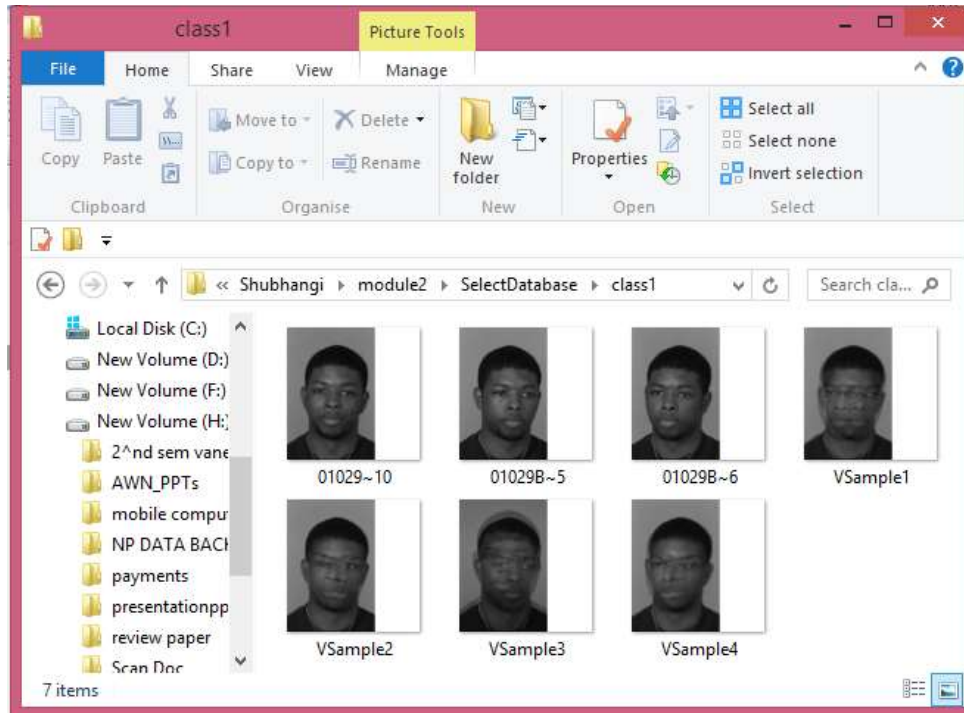 class1
Picture Tools
File Home Share View Manage
Copy
Paste
Move to
Copy to
Delete
Rename
New folder
Properties
Select all
Select none
Invert selection
Clipboard Organise New Open Select
« Shubhangi module2 SelectDatabase class1
Search cla...
Local Disk (C:)
New Volume (D:)
New Volume (F:)
New Volume (H:)
2^nd sem vane
AWN_PPTs
mobile compu
NP DATA BACK
payments
presentationpp
review paper
Scan Doc
01029~10 01029B~5 01029B~6 VSample1
VSample2 VSample3 VSample4
7 items